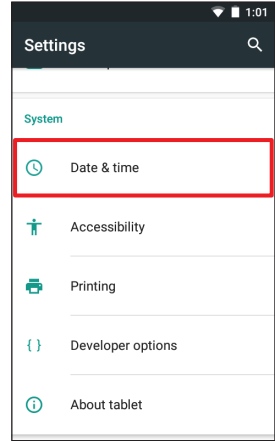 1:01
Settings
System
Date & time
Accessibility
Printing
{ } Developer options
About tablet